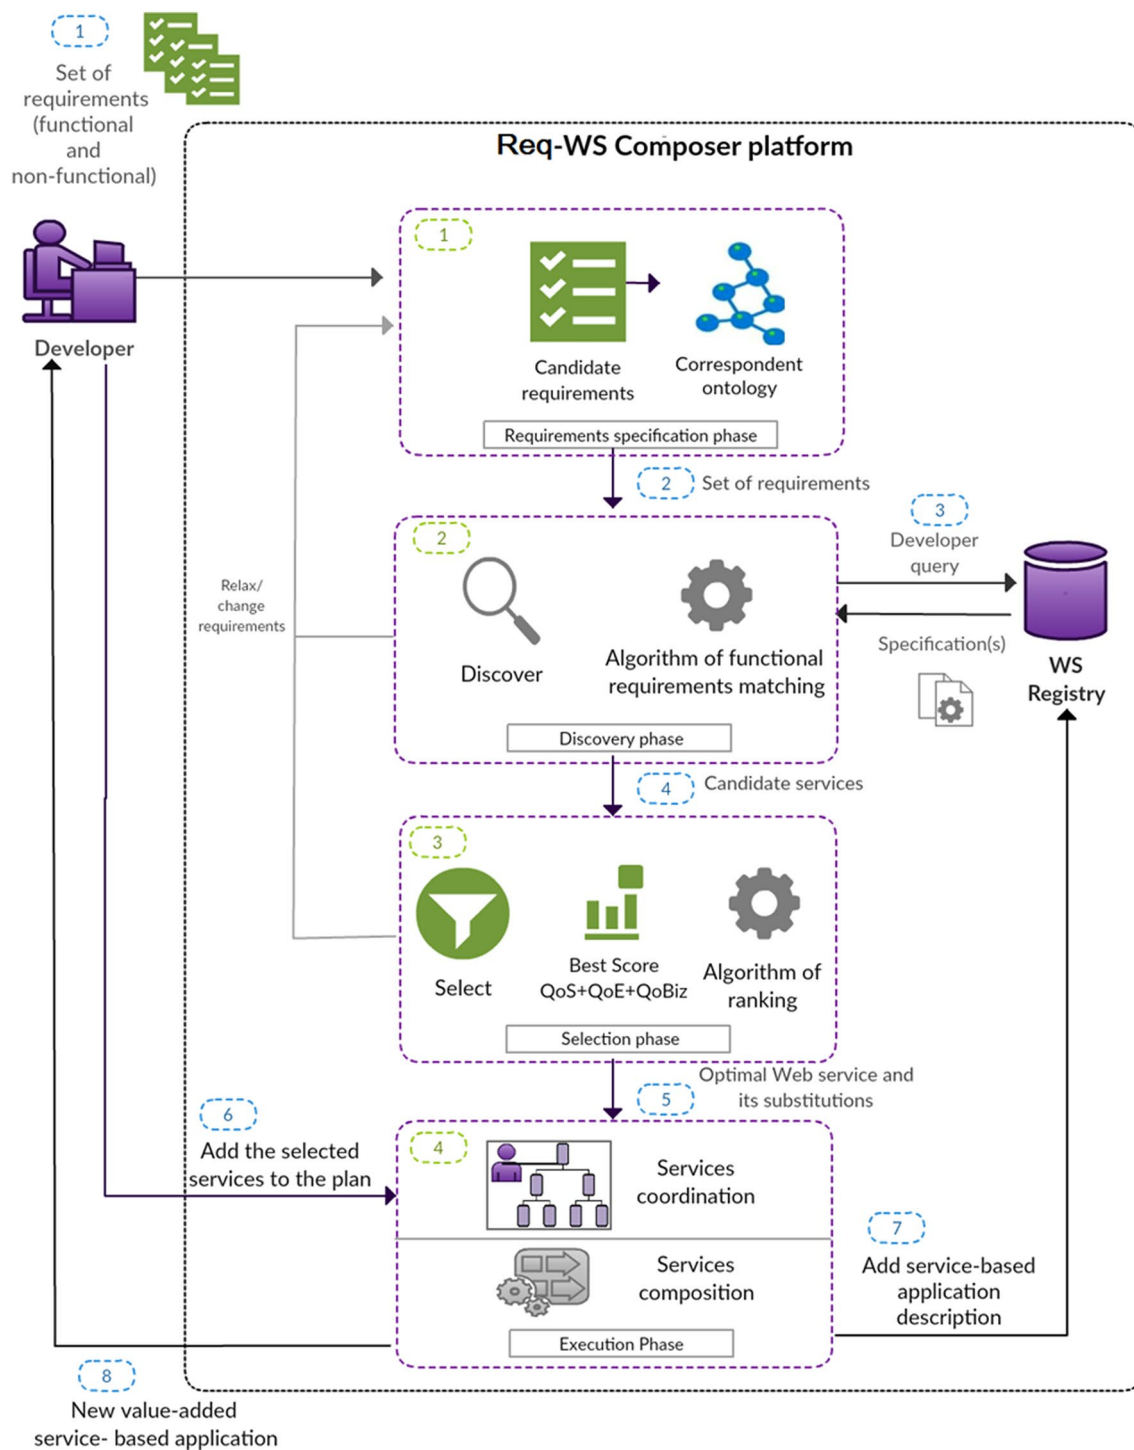 1
Set of
requirements
(functional
and
non-functional)
Developer
Req-WS Composer platform
1
Candidate
requirements
Correspondent
ontology
Requirements specification phase
2
Set of requirements
2
Discover
Algorithm of functional
requirements matching
Discovery phase
Relax/
change
requirements
3
Developer
query
Specification(s)
WS
Registry
4
Candidate services
3
Select
Best Score
QoS+QoE+QoBiz
Algorithm of
ranking
Selection phase
5
Optimal Web service and
its substitutions
6
Add the selected
services to the plan
4
Services
coordination
Services
composition
Execution Phase
7
Add service-based
application
description
8
New value-added
service- based application